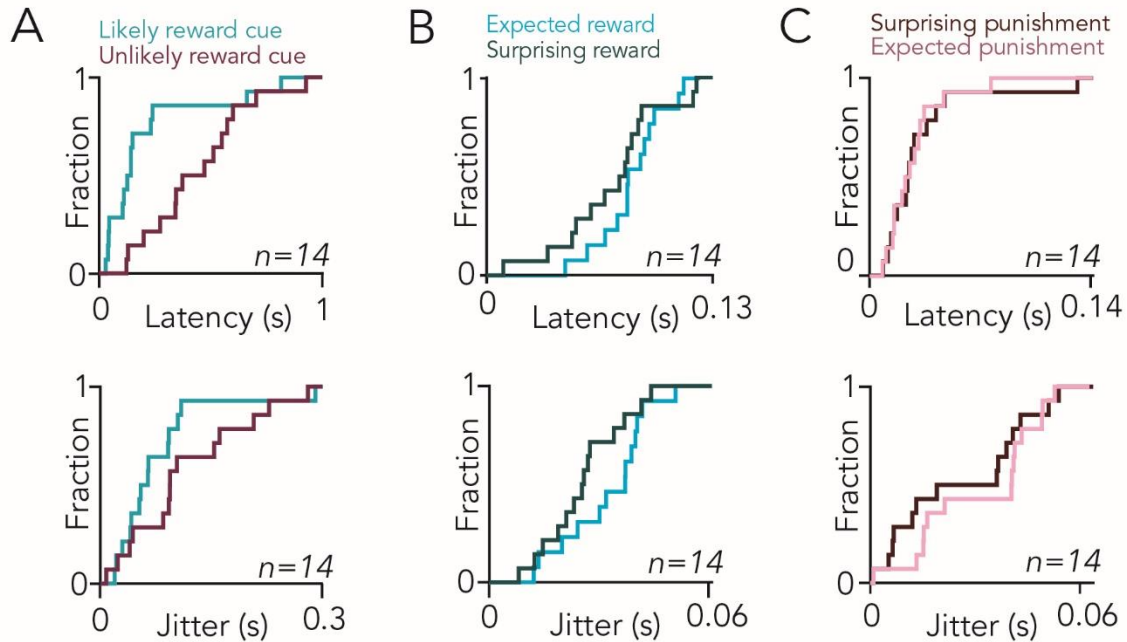 A
Likely reward cue
Unlikely reward cue
1
Fraction
0
n=14
0
1
Latency (s)
1
Fraction
0
n=14
0
0.3
Jitter (s)
B
Expected reward
Surprising reward
1
Fraction
0
n=14
0
0.13
Latency (s)
1
Fraction
0
n=14
0
0.06
Jitter (s)
C
Surprising punishment
Expected punishment
1
Fraction
0
n=14
0
0.14
Latency (s)
1
Fraction
0
n=14
0
0.06
Jitter (s)